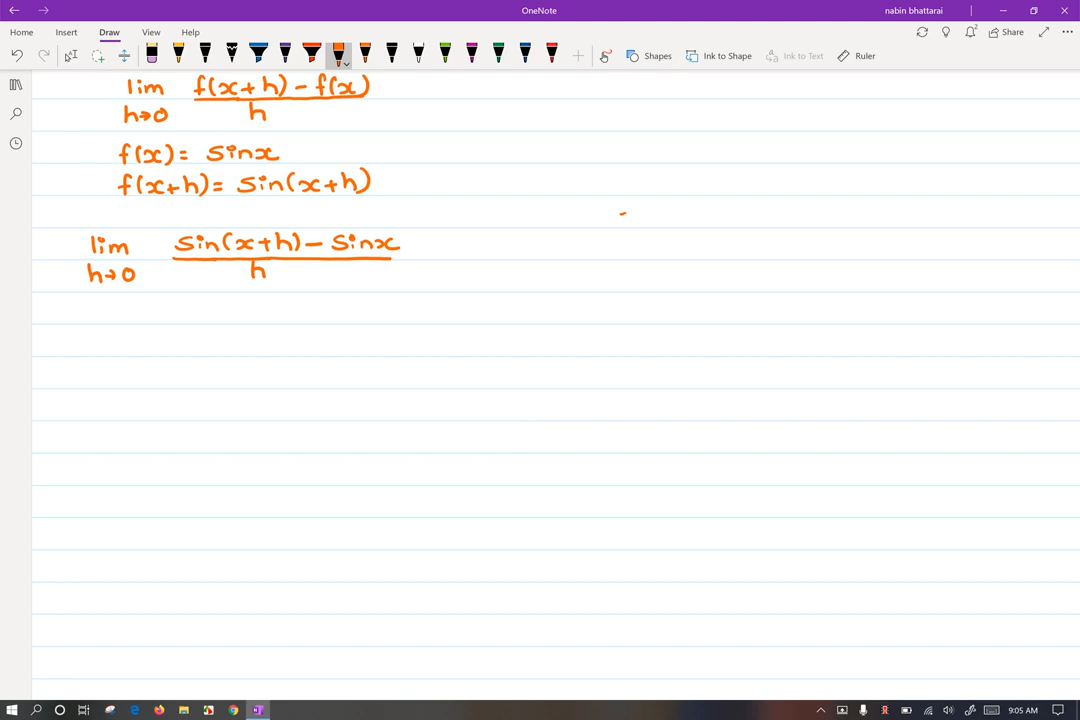 OneNote
nabin bhattarai
Home Insert Draw View Help
Share
Shapes Ink to Shape Ink to Text Ruler
lim f(x+h) - f(x)
h→0 h
f(x) = sinx
f(x+h) = sin(x+h)
lim sin(x+h) - sinx
h→0 h
9:05 AM